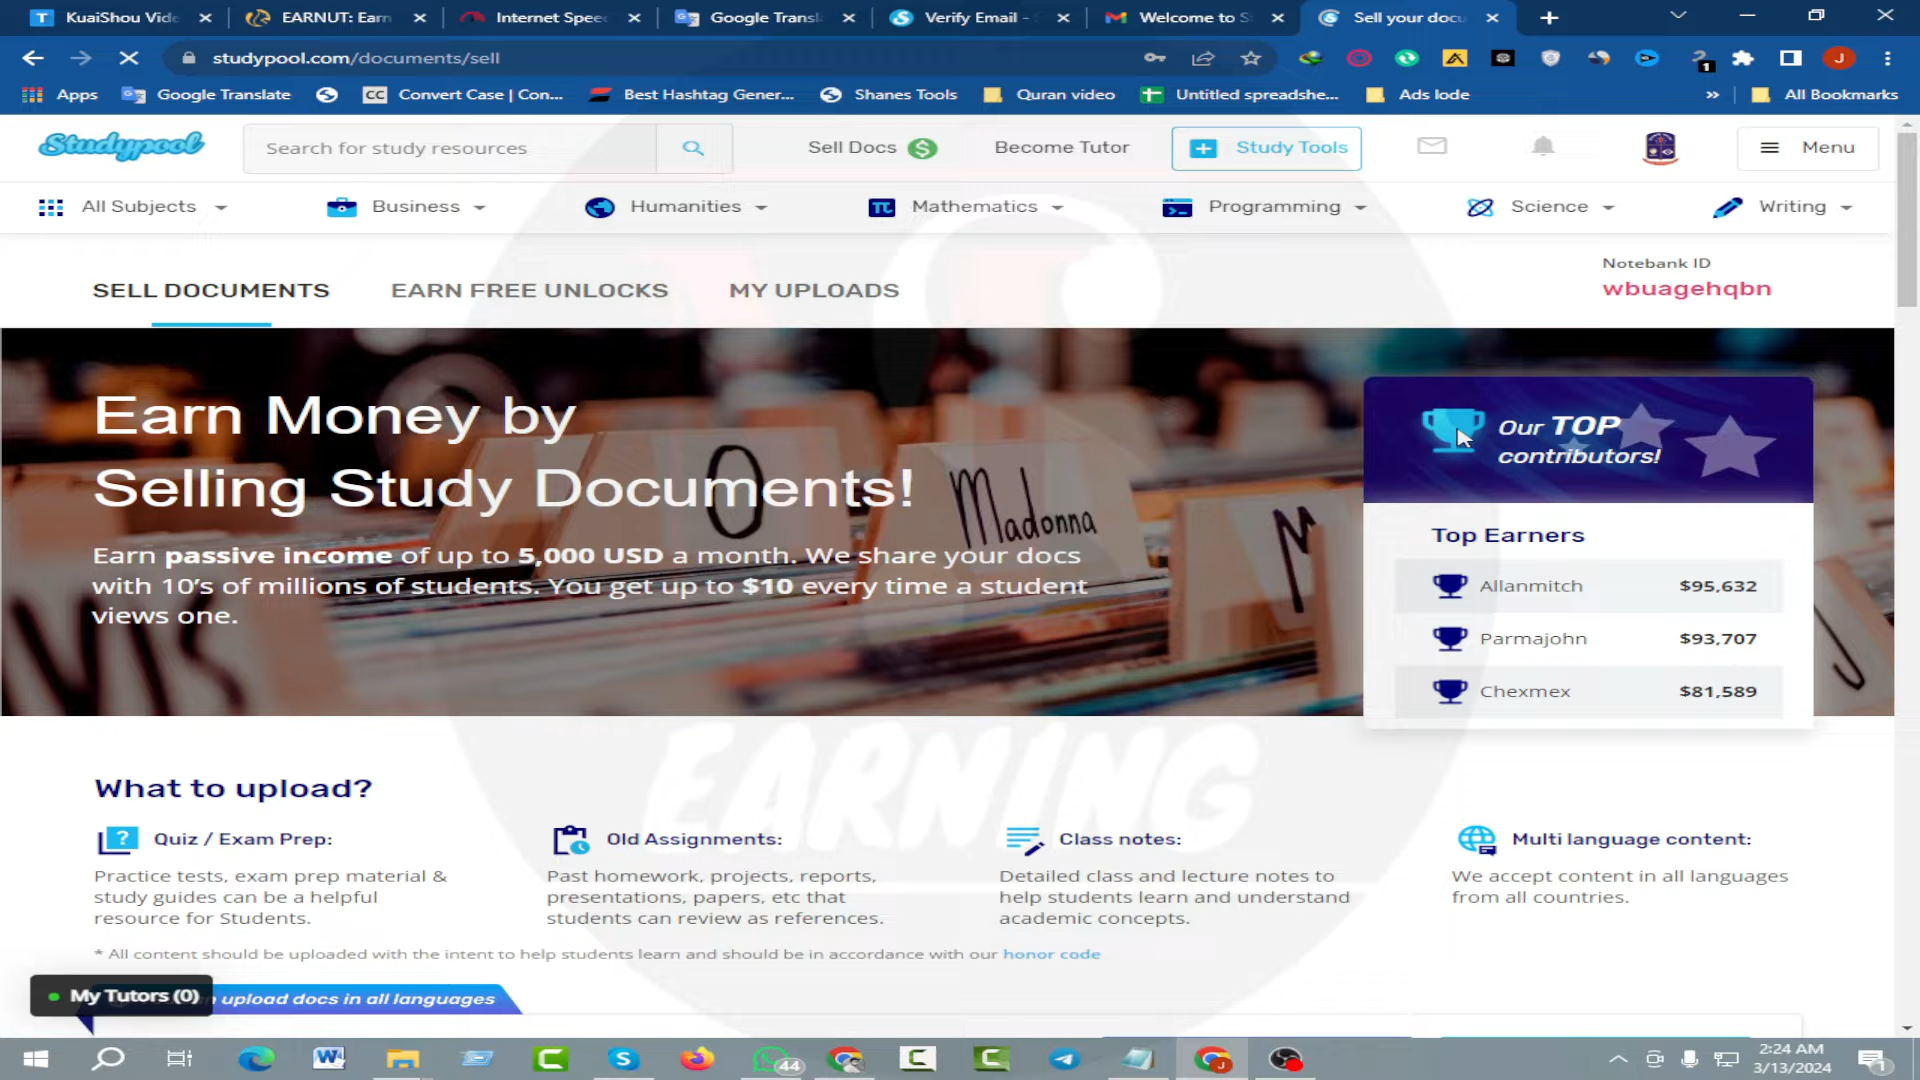 KuaiShou Vide
EARNUT: Earn
Internet Spee
Google Transl
Verify Email -
Welcome to S
Sell your docu
studypool.com/documents/sell
1
J
Apps
Google Translate
CC Convert Case | Con...
Best Hashtag Gener...
Shanes Tools
Quran video
Untitled spreadshe...
Ads lode
»
All Bookmarks
Studypool
Search for study resources
Sell Docs $
Become Tutor
Study Tools
Menu
All Subjects
Business
Humanities
Mathematics
Programming
Science
Writing
SELL DOCUMENTS
EARN FREE UNLOCKS
MY UPLOADS
Notebank ID
wbuagehqbn
Earn Money by
Selling Study Documents!
Earn passive income of up to 5,000 USD a month. We share your docs
with 10's of millions of students. You get up to $10 every time a student
views one.
O
Madonna
M
Our TOP
contributors!
Top Earners
Allanmitch $95,632
Parmajohn $93,707
Chexmex $81,589
EARNING
What to upload?
Quiz / Exam Prep:
Practice tests, exam prep material &
study guides can be a helpful
resource for Students.
Old Assignments:
Past homework, projects, reports,
presentations, papers, etc that
students can review as references.
Class notes:
Detailed class and lecture notes to
help students learn and understand
academic concepts.
Multi language content:
We accept content in all languages
from all countries.
* All content should be uploaded with the intent to help students learn and should be in accordance with our honor code
My Tutors (0)
upload docs in all languages
44
2:24 AM
3/13/2024
1